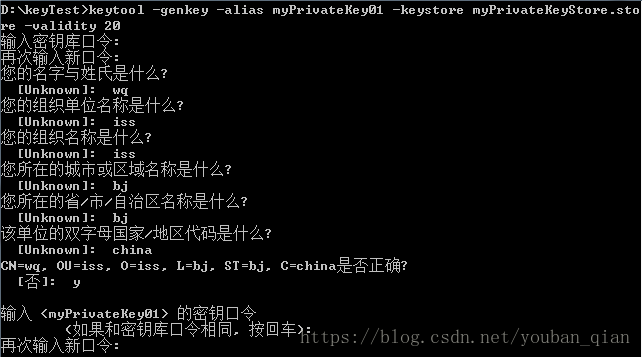 D:\keyTest>keytool -genkey -alias myPrivateKey01 -keystore myPrivateKeyStore.sto
re -validity 20
输入密钥库口令:
再次输入新口令:
您的名字与姓氏是什么?
[Unknown]:  wq
您的组织单位名称是什么?
[Unknown]:  iss
您的组织名称是什么?
[Unknown]:  iss
您所在的城市或区域名称是什么?
[Unknown]:  bj
您所在的省/市/自治区名称是什么?
[Unknown]:  bj
该单位的双字母国家/地区代码是什么?
[Unknown]:  china
CN=wq, OU=iss, O=iss, L=bj, ST=bj, C=china是否正确?
[否]:  y
输入 <myPrivateKey01> 的密钥口令
(如果和密钥库口令相同, 按回车):
再次输入新口令:
https://blog.csdn.net/youban_qian